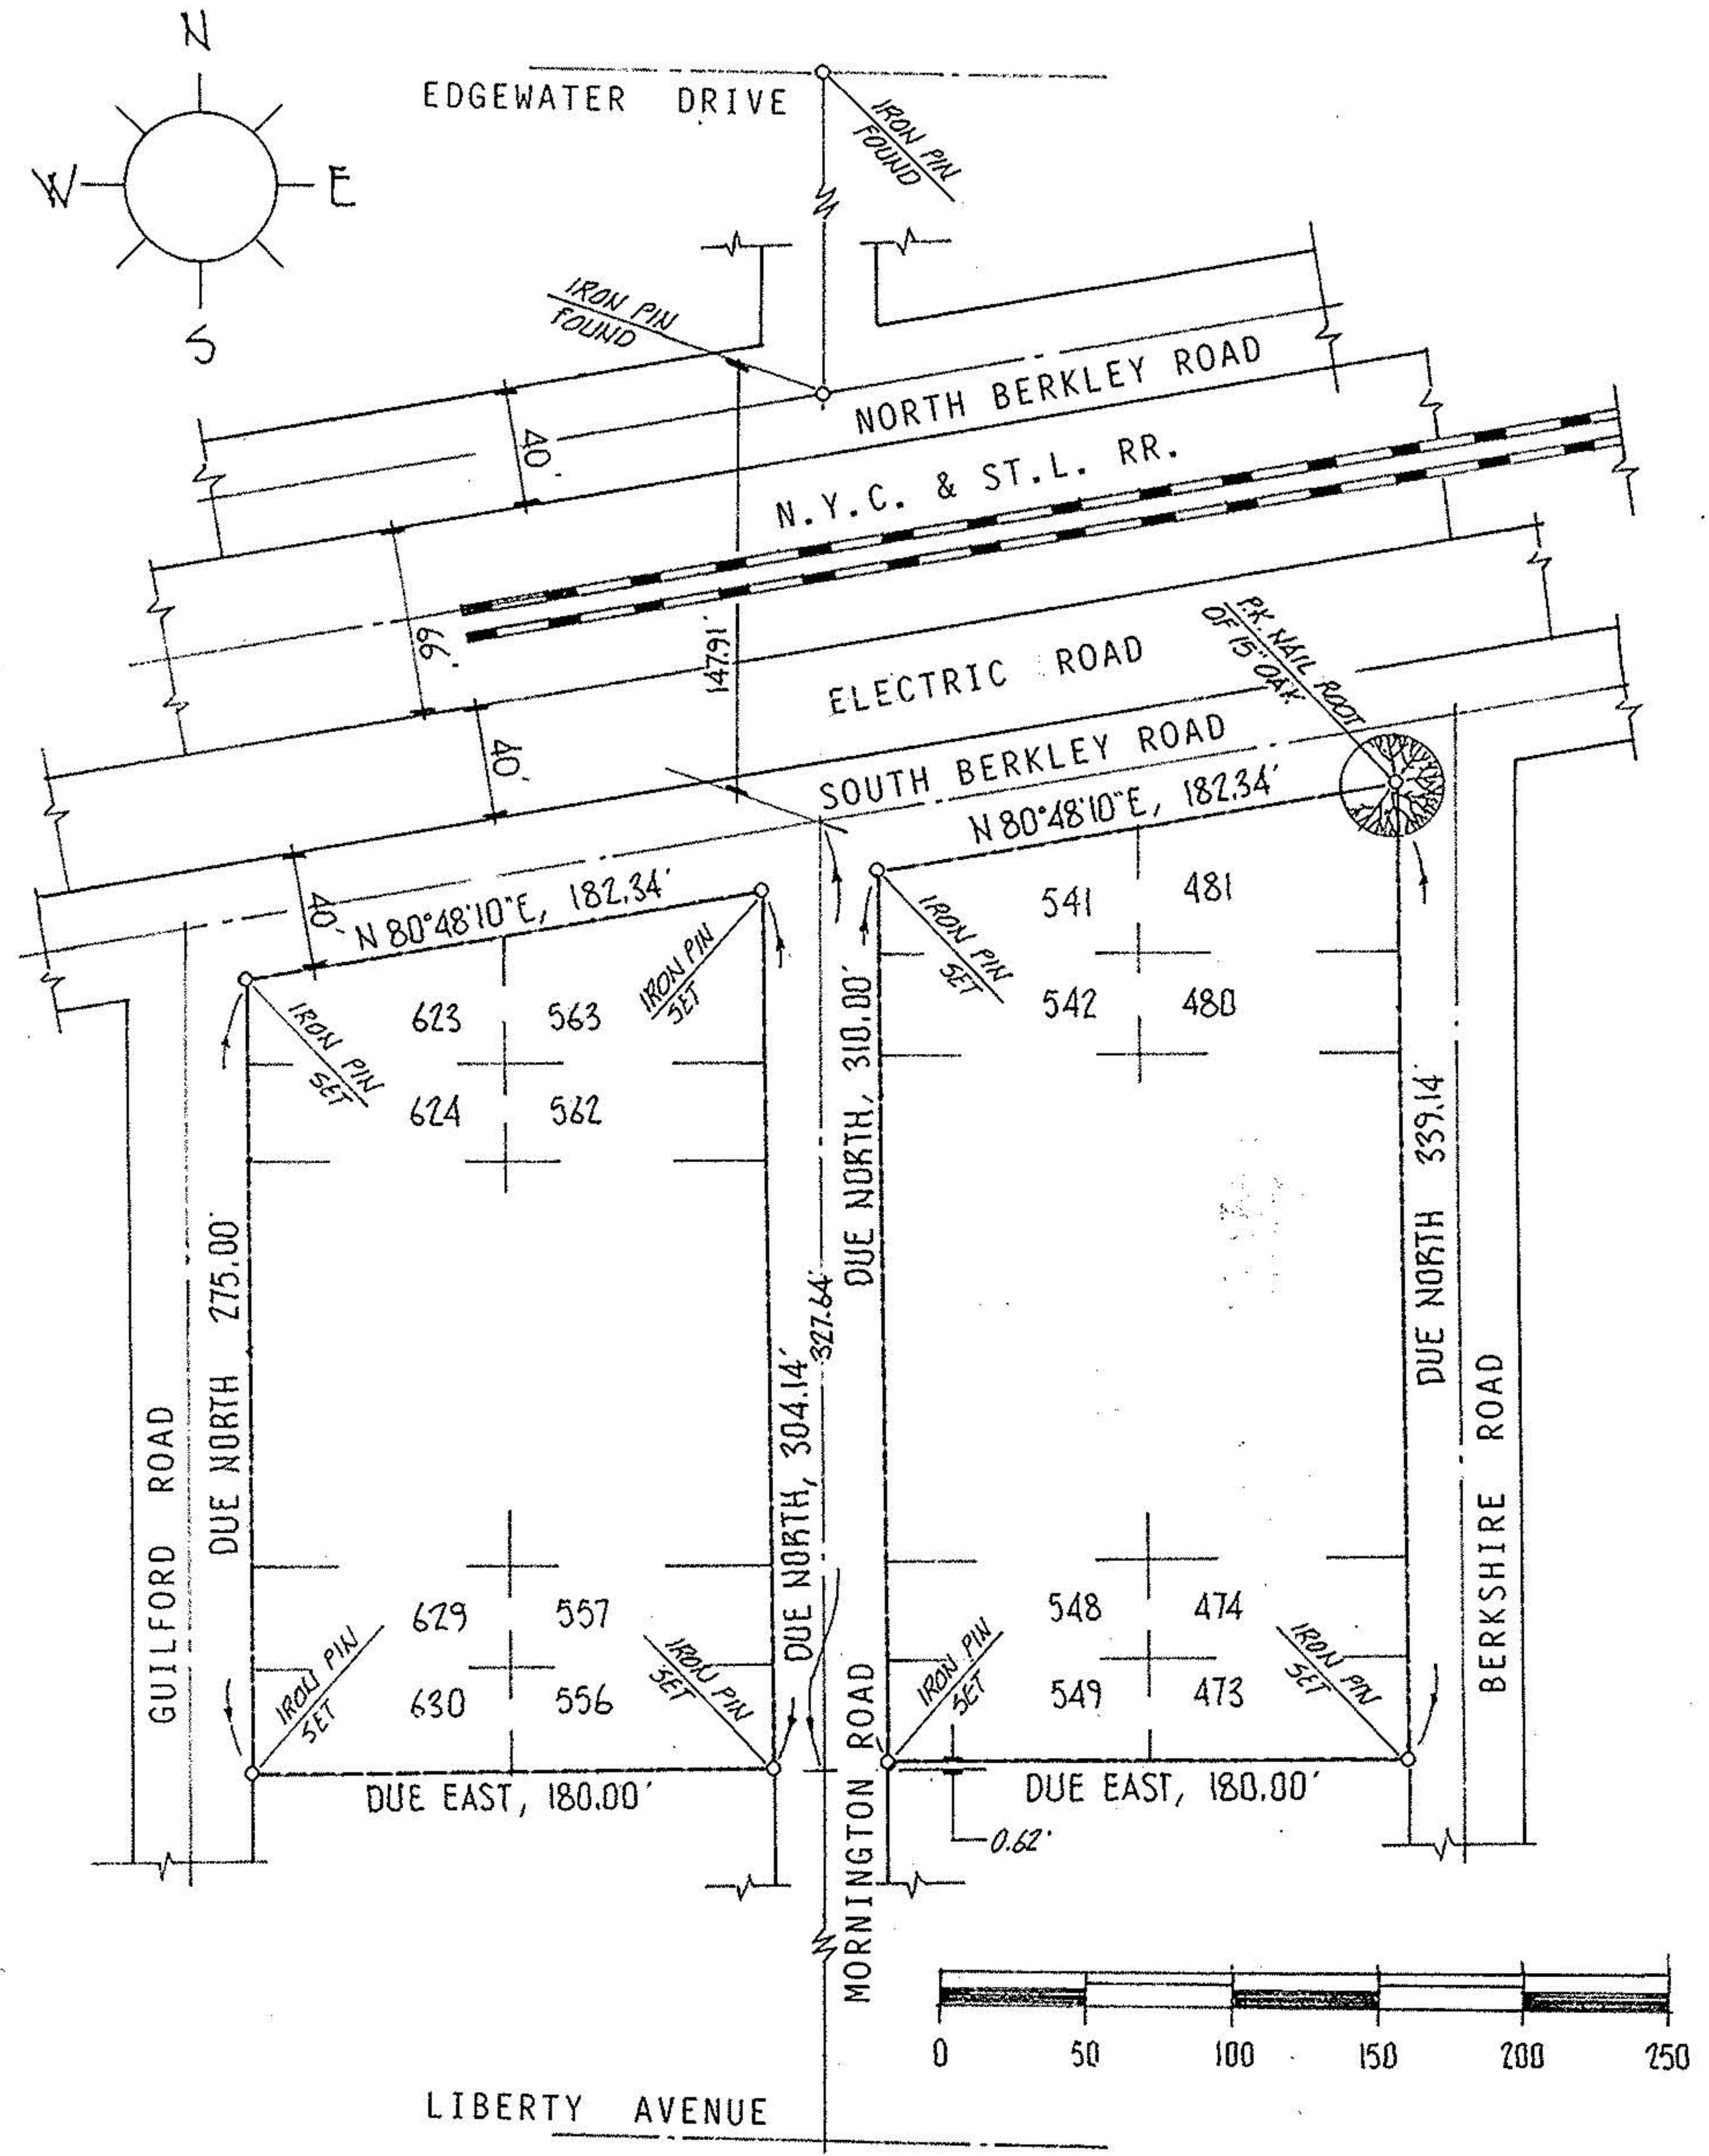 N
W
E
S
EDGEWATER DRIVE
IRON PIN
FOUND
IRON PIN
FOUND
NORTH BERKLEY ROAD
40'
N.Y.C. & ST.L. RR.
66'
147.91'
P.K. NAIL ROOT
OF 15" OAK
ELECTRIC ROAD
40'
SOUTH BERKLEY ROAD
N 80°48'10"E, 182.34'
40'
N 80°48'10"E, 182.34'
541
481
IRON PIN
SET
IRON PIN
SET
542
480
IRON PIN
SET
623
563
624
562
DUE NORTH, 310.00'
DUE NORTH 339.14'
DUE NORTH 275.00'
327.64'
DUE NORTH, 304.14'
GUILFORD ROAD
BERKSHIRE ROAD
629
557
548
474
IRON PIN
SET
IRON PIN
SET
IRON PIN
SET
IRON PIN
SET
630
556
549
473
DUE EAST, 180.00'
DUE EAST, 180.00'
0.62'
MORNINGTON ROAD
0 50 100 150 200 250
LIBERTY AVENUE